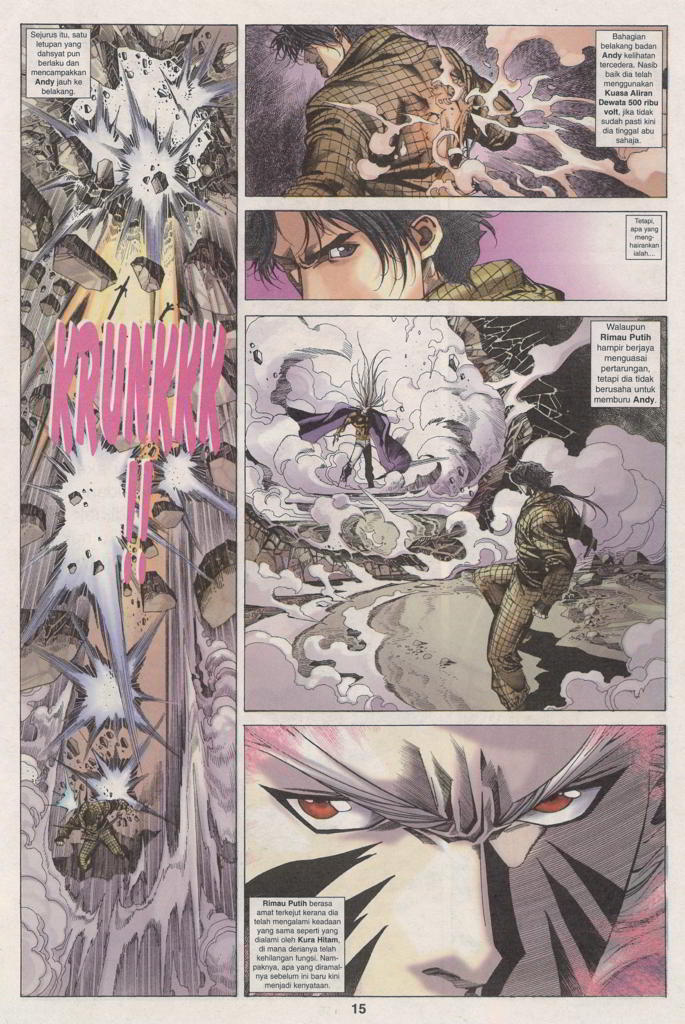 Sejurus itu, satu
letupan yang
dahsyat pun
berlaku dan
mencampakkan
Andy jauh ke
belakang.
KRUNKKK
!!
Bahagian
belakang badan
Andy kelihatan
tercedera. Nasib
baik dia telah
menggunakan
Kuasa Aliran
Dewata 500 ribu
volt, jika tidak
sudah pasti kini
dia tinggal abu
sahaja.
Tetapi,
apa yang
meng-
hairankan
ialah....
Walaupun
Rimau Putih
hampir berjaya
menguasai
pertarungan,
tetapi dia tidak
berusaha untuk
memburu Andy.
Rimau Putih berasa
amat terkejut kerana dia
telah mengalami keadaan
yang sama seperti yang
dialami oleh Kura Hitam,
di mana derianya telah
kehilangan fungsi. Nam-
paknya, apa yang diramal-
nya sebelum ini baru kini
menjadi kenyataan.
15